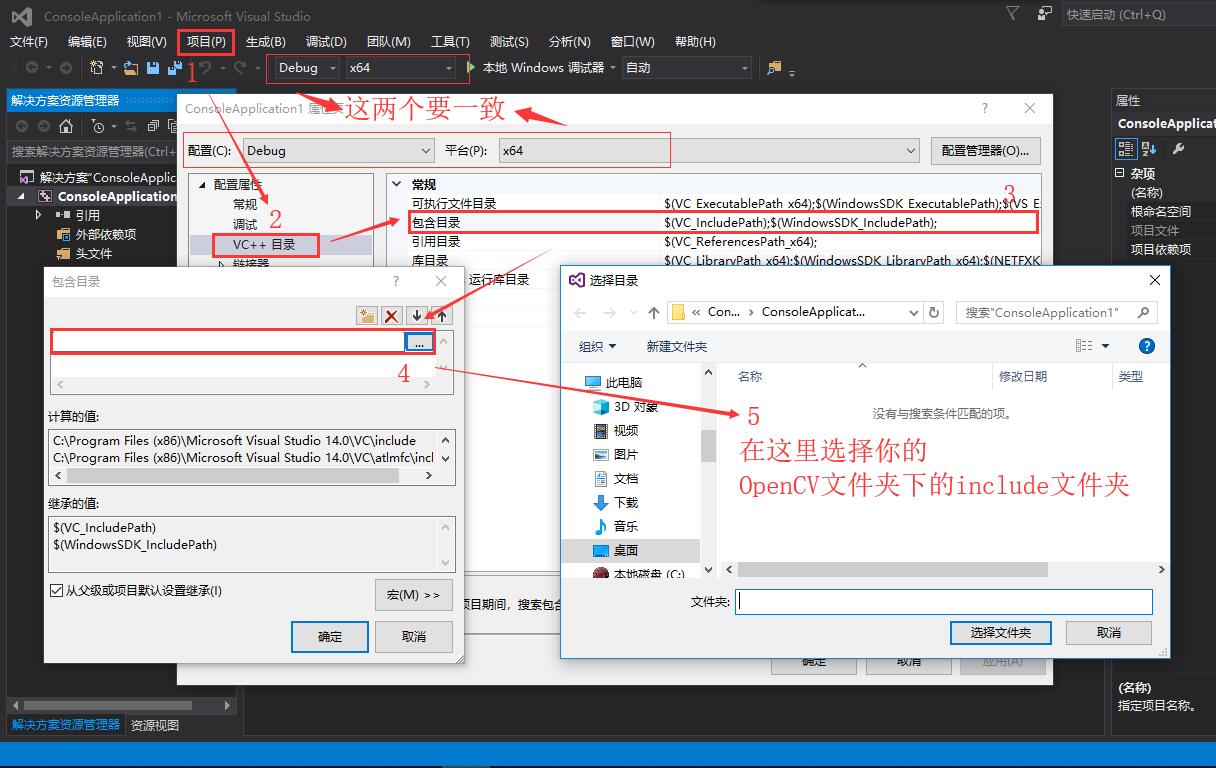 ConsoleApplication1 - Microsoft Visual Studio
快速启动 (Ctrl+Q)
文件(F) 编辑(E) 视图(V) 项目(P) 生成(B) 调试(D) 团队(M) 工具(T) 测试(S) 分析(N) 窗口(W) 帮助(H)
1
Debug x64 本地 Windows 调试器 自动
解决方案资源管理器
搜索解决方案资源管理器(Ctrl+
解决方案"ConsoleApplic
ConsoleApplication
引用
外部依赖项
头文件
解决方案资源管理器 资源视图
ConsoleApplication1 属性页
这两个要一致
?
配置(C): Debug 平台(P): x64 配置管理器(O)...
配置属性
常规
调试
2
VC++ 目录
链接器
常规
3
可执行文件目录 $(VC_ExecutablePath_x64);$(WindowsSDK_ExecutablePath);$(VS_E
包含目录 $(VC_IncludePath);$(WindowsSDK_IncludePath);
引用目录 $(VC_ReferencesPath_x64);
库目录 $(VC_LibraryPath_x64);$(WindowsSDK_LibraryPath_x64);$(NETFXK
运行库目录
项目期间，搜索包含
确定 取消 应用(A)
包含目录
?
...
4
计算的值:
C:\Program Files (x86)\Microsoft Visual Studio 14.0\VC\include
C:\Program Files (x86)\Microsoft Visual Studio 14.0\VC\atlmfc\incl
继承的值:
$(VC_IncludePath)
$(WindowsSDK_IncludePath)
从父级或项目默认设置继承(I)
宏(M) >>
确定 取消
选择目录
« Con... › ConsoleApplicat...
搜索"ConsoleApplication1"
组织 新建文件夹
?
此电脑
3D 对象
视频
图片
文档
下载
音乐
桌面
本地磁盘 (C:)
名称 修改日期 类型
没有与搜索条件匹配的项。
5
在这里选择你的
OpenCV文件夹下的include文件夹
文件夹:
选择文件夹 取消
属性
ConsoleApplicat
杂项
(名称)
根命名空间
项目文件
项目依赖项
(名称)
指定项目名称。